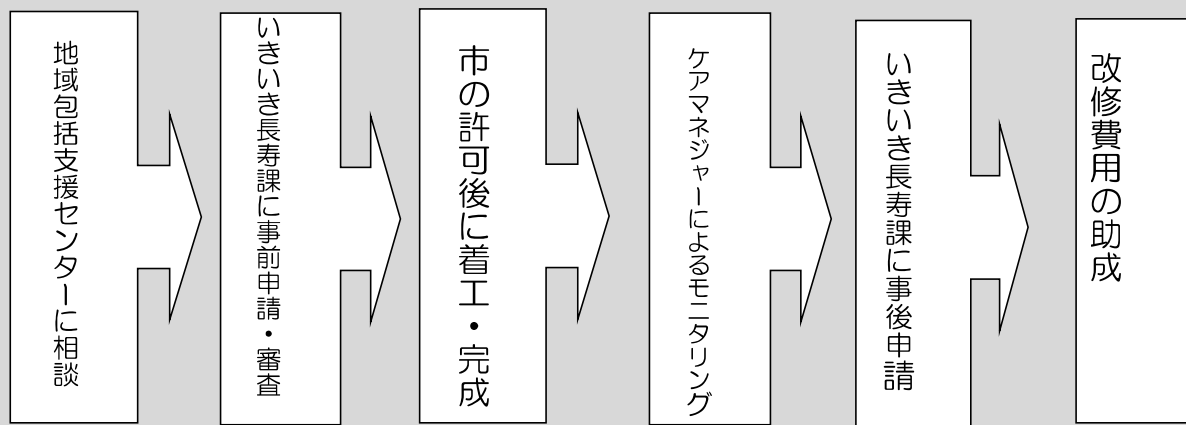 地域包括支援センターに相談
いきいき長寿課に事前申請・審査
市の許可後に着工・完成
ケアマネジャーによるモニタリング
いきいき長寿課に事後申請
改修費用の助成